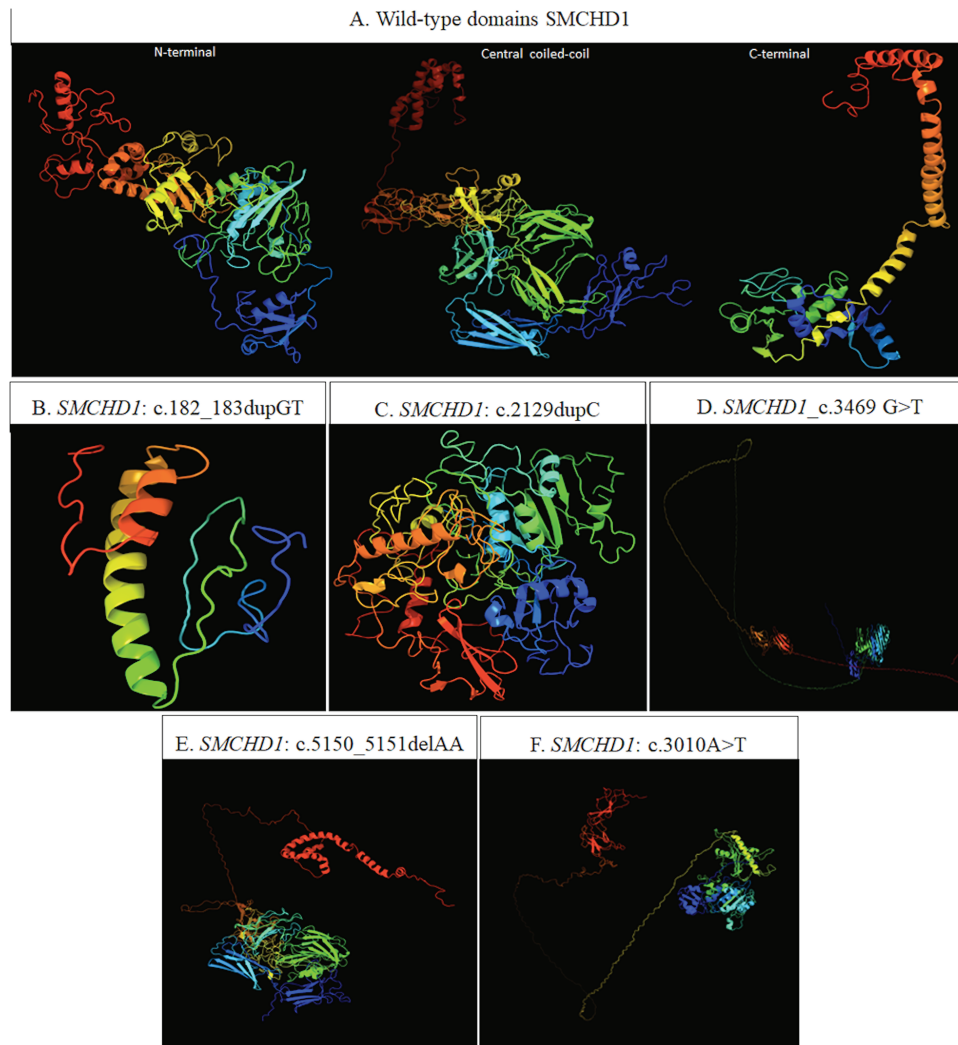 A. Wild-type domains SMCHD1
N-terminal
Central coiled-coil
C-terminal
B. SMCHD1: c.182_183dupGT
C. SMCHD1: c.2129dupC
D. SMCHD1_c.3469 G>T
E. SMCHD1: c.5150_5151delAA
F. SMCHD1: c.3010A>T